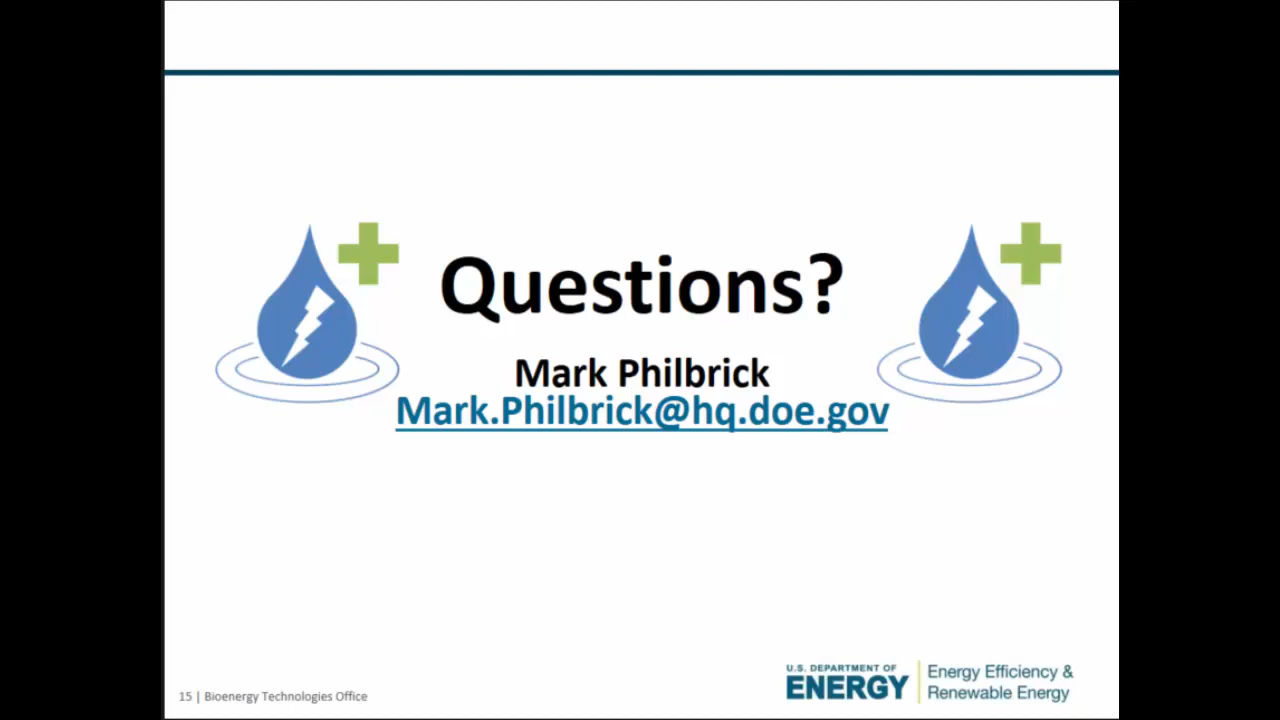 Questions?
Mark Philbrick
Mark.Philbrick@hq.doe.gov
15 | Bioenergy Technologies Office
U.S. DEPARTMENT OF
ENERGY
Energy Efficiency &
Renewable Energy